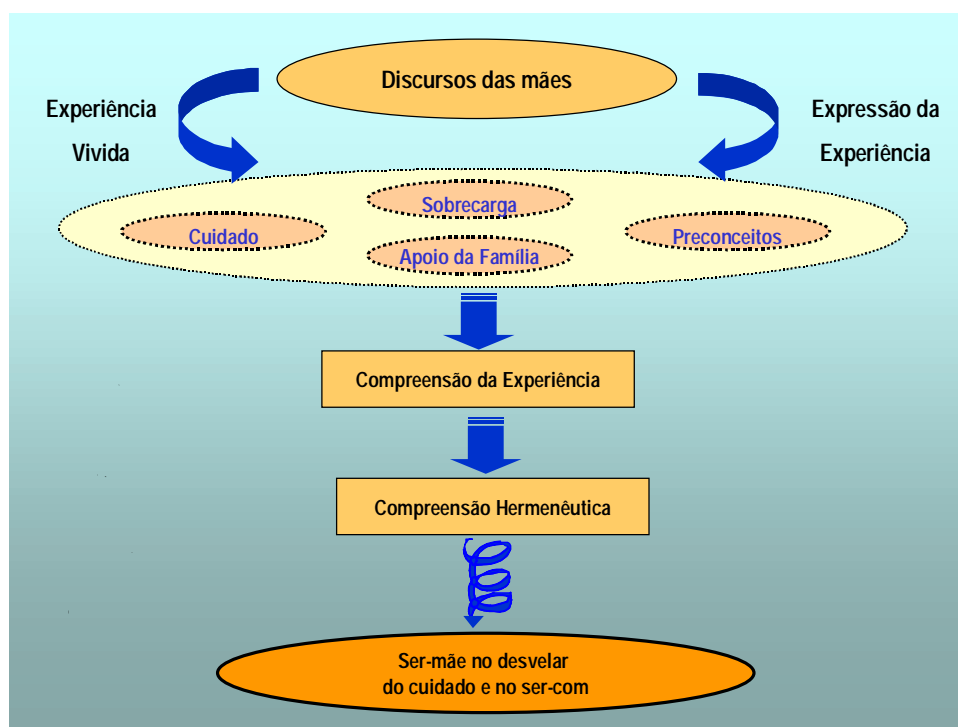 Discursos das mães
Experiência
Vivida
Expressão da
Experiência
Sobrecarga
Cuidado
Preconceitos
Apoio da Família
Compreensão da Experiência
Compreensão Hermenêutica
Ser-mãe no desvelar
do cuidado e no ser-com